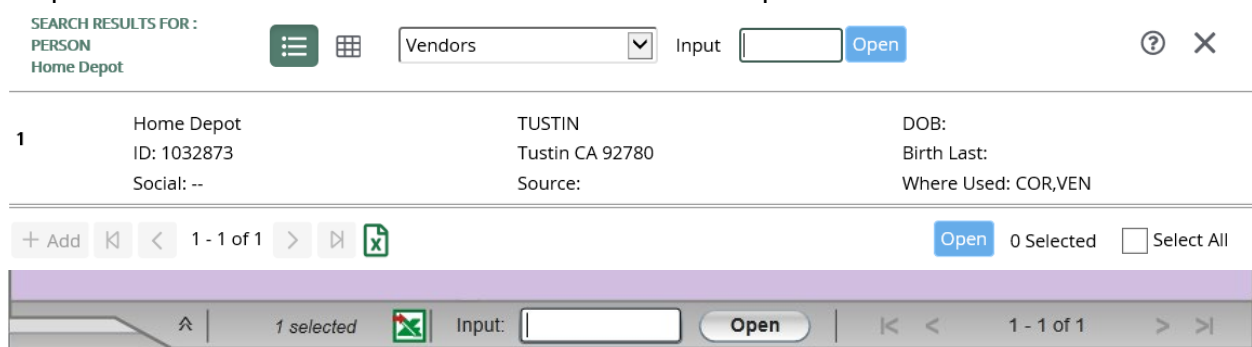 SEARCH RESULTS FOR :
PERSON
Home Depot
Vendors Input Open
1
Home Depot
ID: 1032873
Social: --
TUSTIN
Tustin CA 92780
Source:
DOB:
Birth Last:
Where Used: COR,VEN
+ Add 1 - 1 of 1 Open 0 Selected Select All
1 selected Input: Open 1 - 1 of 1